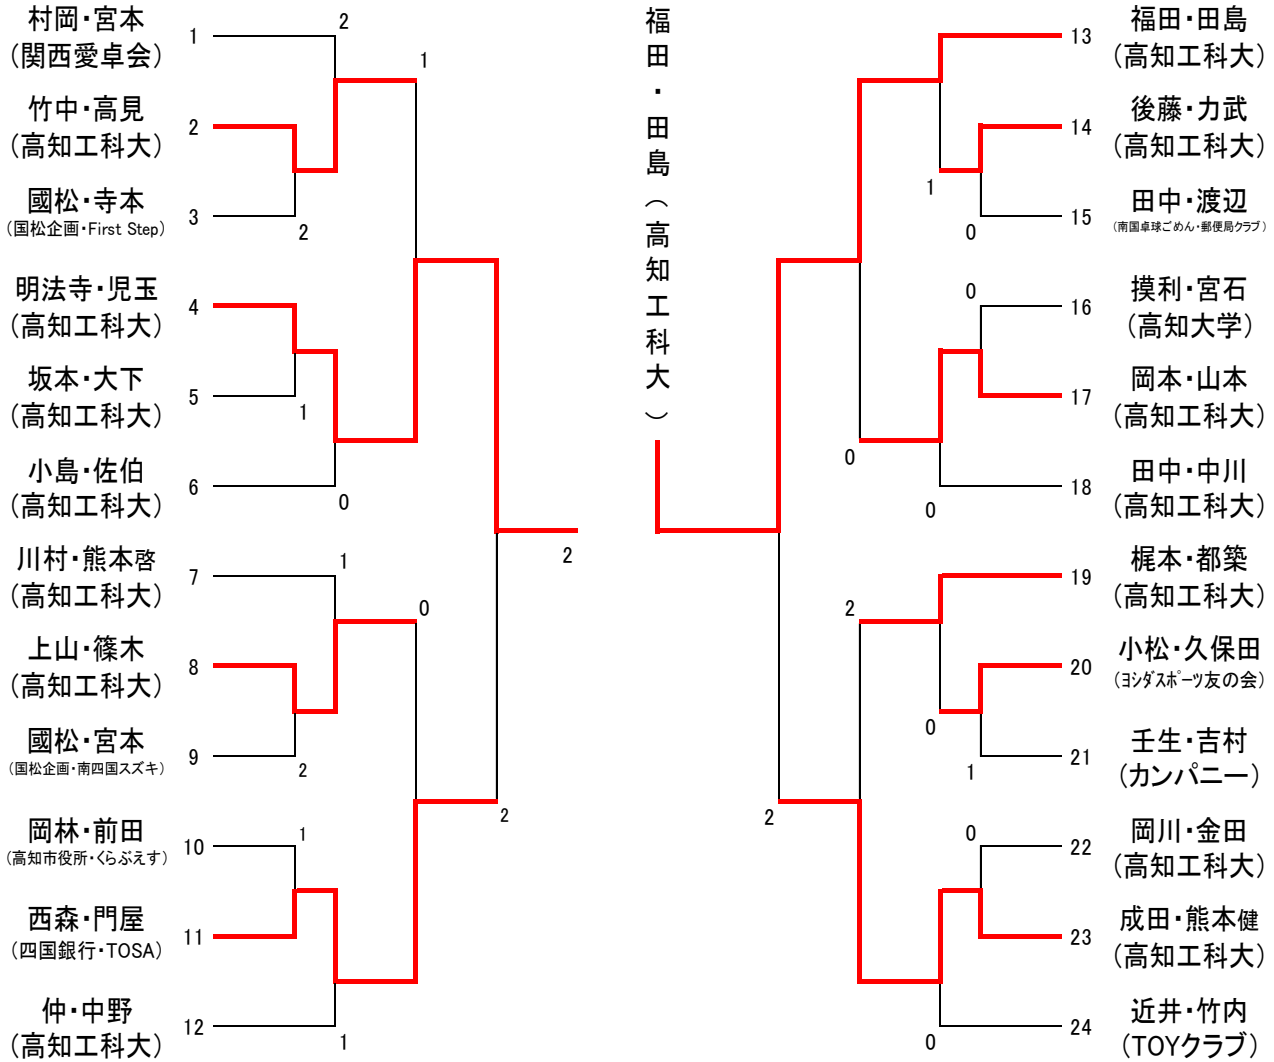 村岡・宮本
1
(関西愛卓会)
2
1
竹中・高見
2
(高知工科大)
國松・寺本
3
(国松企画・First Step)
2
明法寺・児玉
4
(高知工科大)
坂本・大下
5
(高知工科大)
1
小島・佐伯
6
(高知工科大)
0
川村・熊本啓
7
(高知工科大)
1
0
上山・篠木
8
(高知工科大)
國松・宮本
9
(国松企画・南四国スズキ)
2
岡林・前田
10
(高知市役所・くらぶえす)
1
西森・門屋
11
(四国銀行・TOSA)
仲・中野
12
(高知工科大)
1
2
2
福田・田島(高知工科大)
福田・田島
13
(高知工科大)
後藤・力武
14
(高知工科大)
1
田中・渡辺
15
(南国卓球ごめん・郵便局クラブ)
0
摸利・宮石
16
(高知大学)
0
岡本・山本
17
(高知工科大)
0
田中・中川
18
(高知工科大)
0
梶本・都築
19
(高知工科大)
2
小松・久保田
20
(ﾖｼﾀﾞｽﾎﾟｰﾂ友の会)
0
壬生・吉村
21
(カンパニー)
1
2
岡川・金田
22
(高知工科大)
0
成田・熊本健
23
(高知工科大)
近井・竹内
24
(TOYクラブ)
0